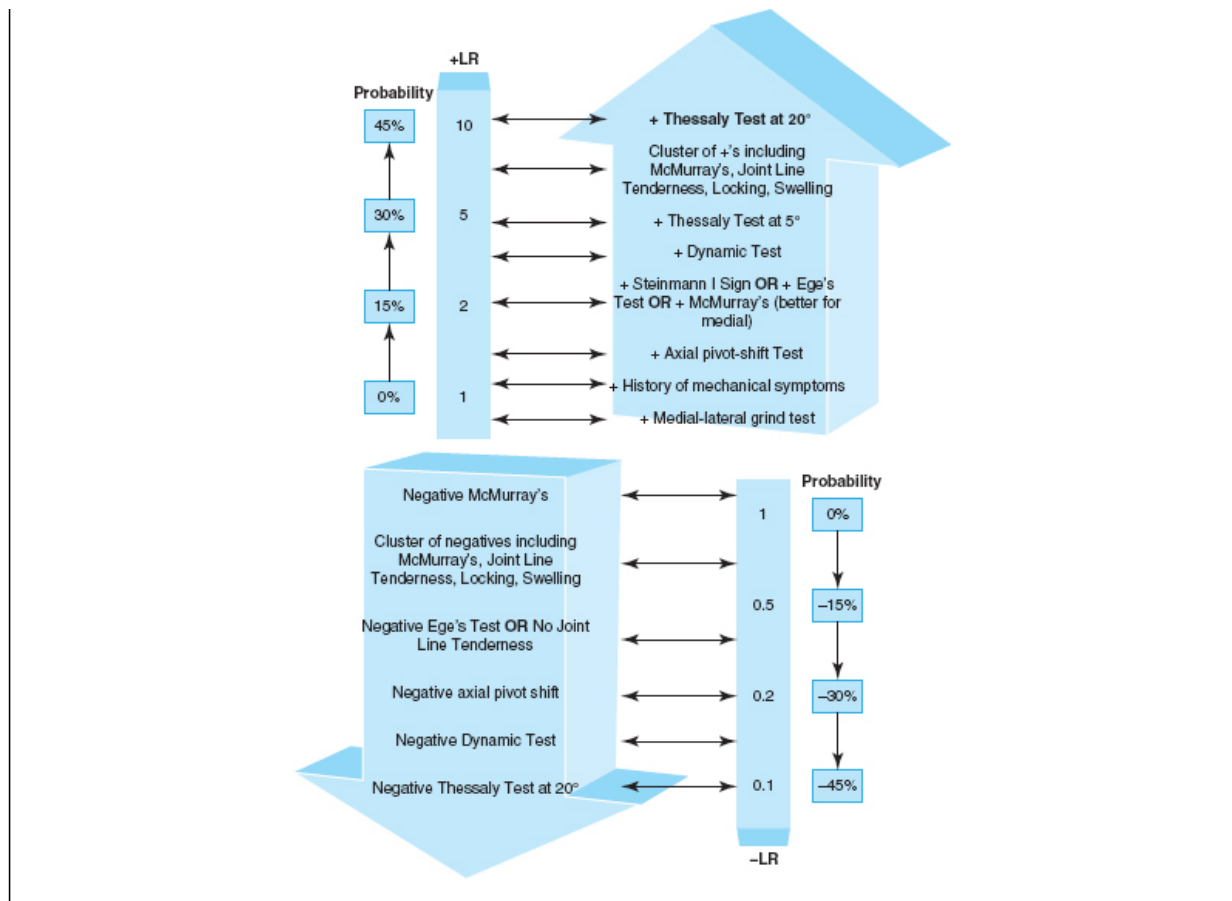 +LR
Probability
45%
10
+ Thessaly Test at 20°
Cluster of +'s including
McMurray's, Joint Line
Tenderness, Locking, Swelling
30%
5
+ Thessaly Test at 5°
+ Dynamic Test
+ Steinmann I Sign OR + Ege's
Test OR + McMurray's (better for
medial)
15%
2
+ Axial pivot-shift Test
+ History of mechanical symptoms
0%
1
+ Medial-lateral grind test
Probability
Negative McMurray's
1
0%
Cluster of negatives including
McMurray's, Joint Line
Tenderness, Locking, Swelling
0.5
–15%
Negative Ege's Test OR No Joint
Line Tenderness
Negative axial pivot shift
0.2
–30%
Negative Dynamic Test
Negative Thessaly Test at 20°
0.1
–45%
–LR